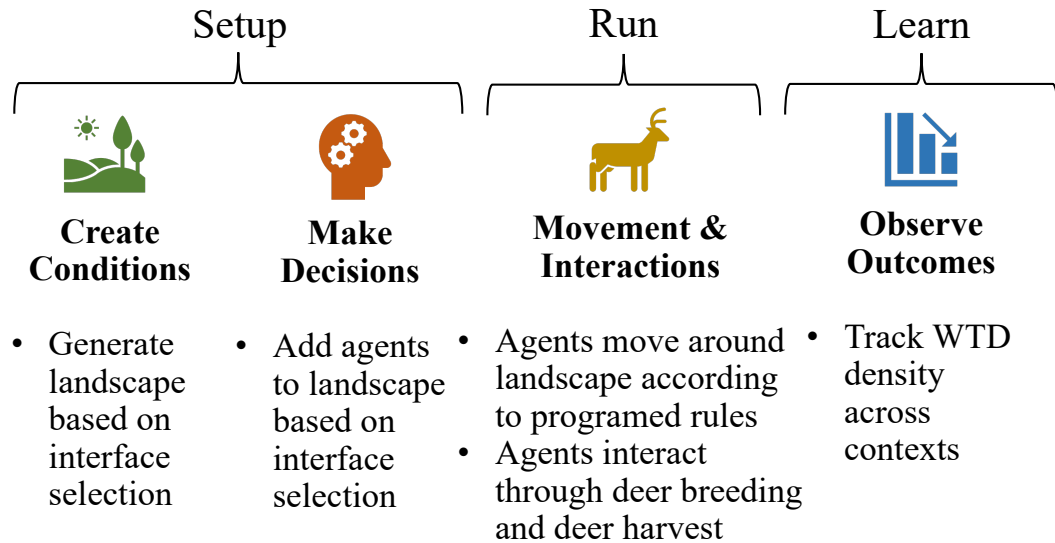 Setup
Run
Learn
Create
Conditions
Make
Decisions
Movement &
Interactions
Observe
Outcomes
• Generate
landscape
based on
interface
selection
• Add agents
to landscape
based on
interface
selection
• Agents move around
landscape according
to programed rules
• Agents interact
through deer breeding
and deer harvest
• Track WTD
density
across
contexts